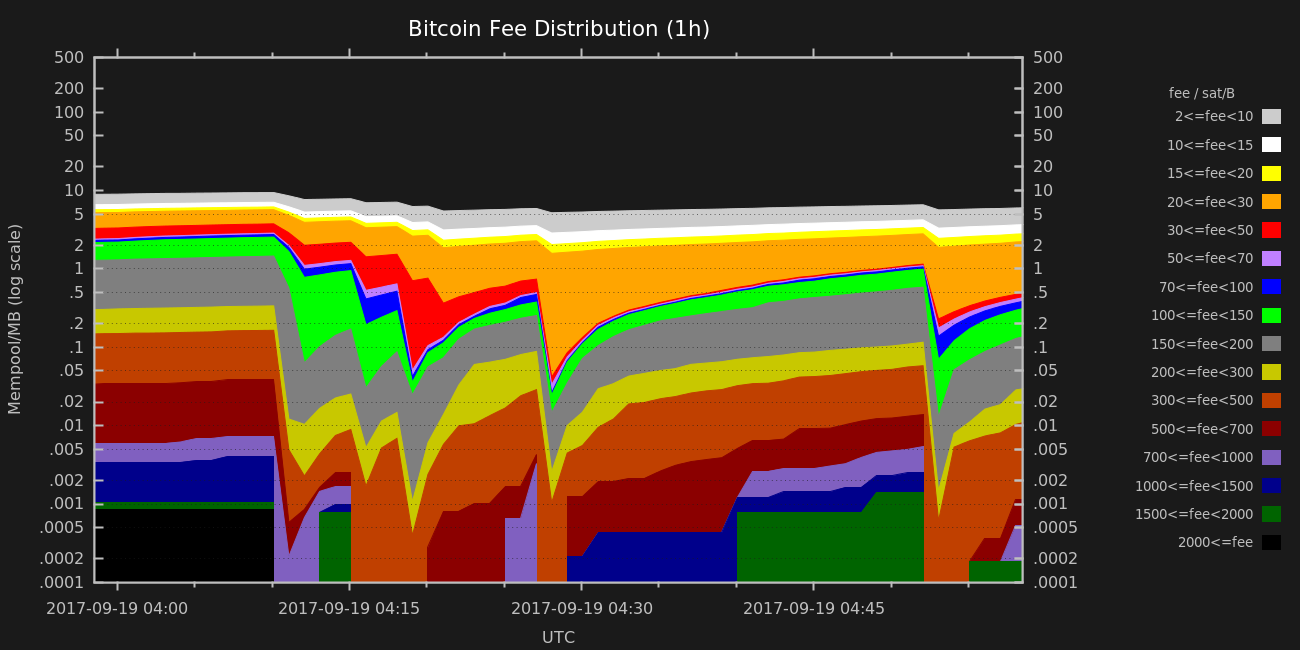 Bitcoin Fee Distribution (1h)
Mempool/MB (log scale)
500
200
100
50
20
10
5
2
1
.5
.2
.1
.05
.02
.01
.005
.002
.001
.0005
.0002
.0001
500
200
100
50
20
10
5
2
1
.5
.2
.1
.05
.02
.01
.005
.002
.001
.0005
.0002
.0001
2017-09-19 04:00
2017-09-19 04:15
2017-09-19 04:30
2017-09-19 04:45
UTC
fee / sat/B
2<=fee<10
10<=fee<15
15<=fee<20
20<=fee<30
30<=fee<50
50<=fee<70
70<=fee<100
100<=fee<150
150<=fee<200
200<=fee<300
300<=fee<500
500<=fee<700
700<=fee<1000
1000<=fee<1500
1500<=fee<2000
2000<=fee